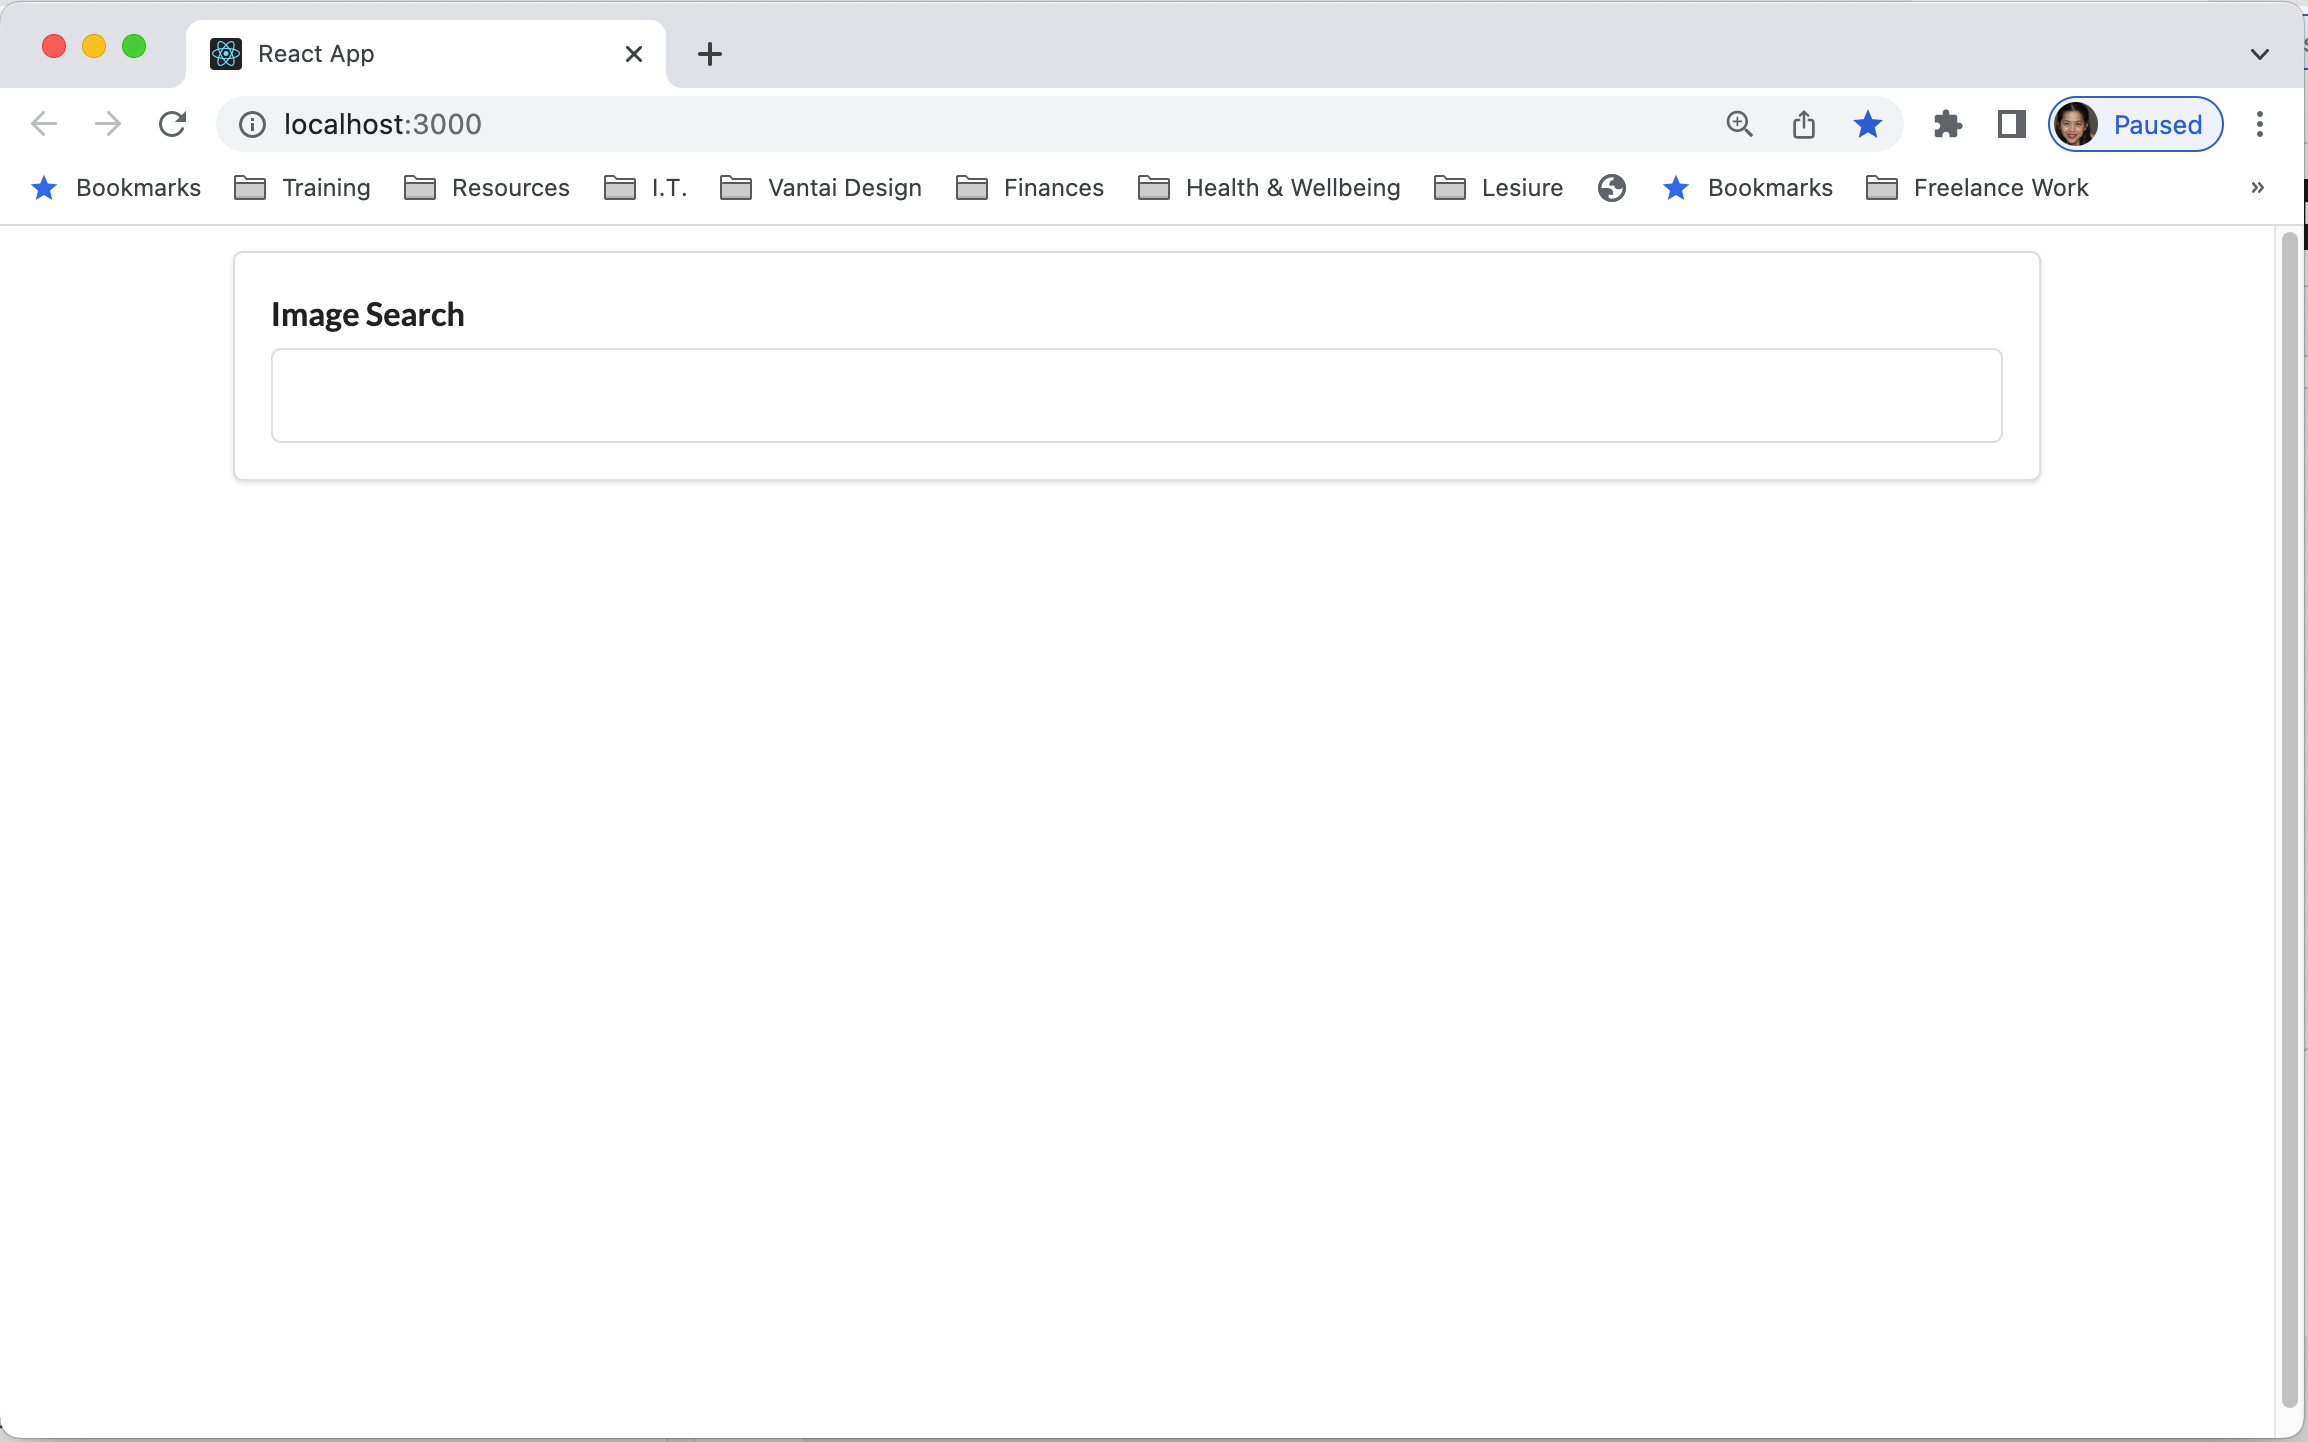 React App
localhost:3000
Paused
Bookmarks Training Resources I.T. Vantai Design Finances Health & Wellbeing Lesiure Bookmarks Freelance Work »
Image Search